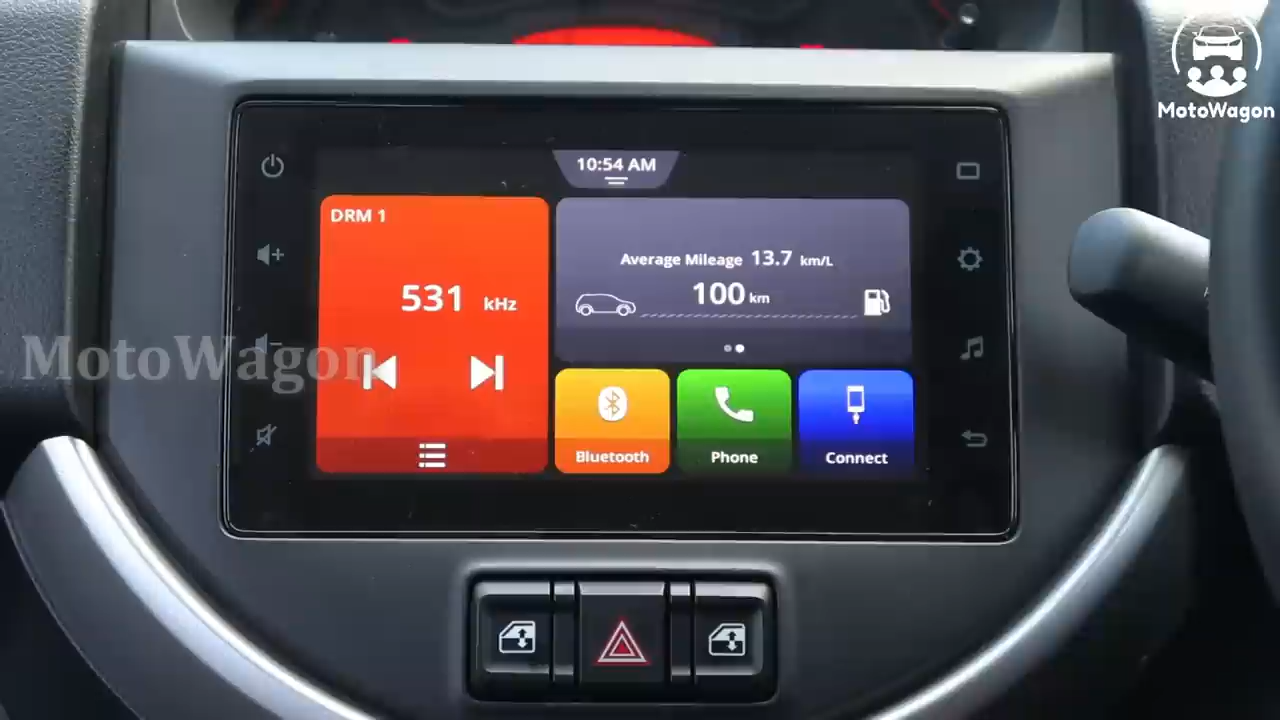 MotoWagon
10:54 AM
DRM 1
531 kHz
Average Mileage 13.7 km/L
100 km
MotoWagon
Bluetooth
Phone
Connect